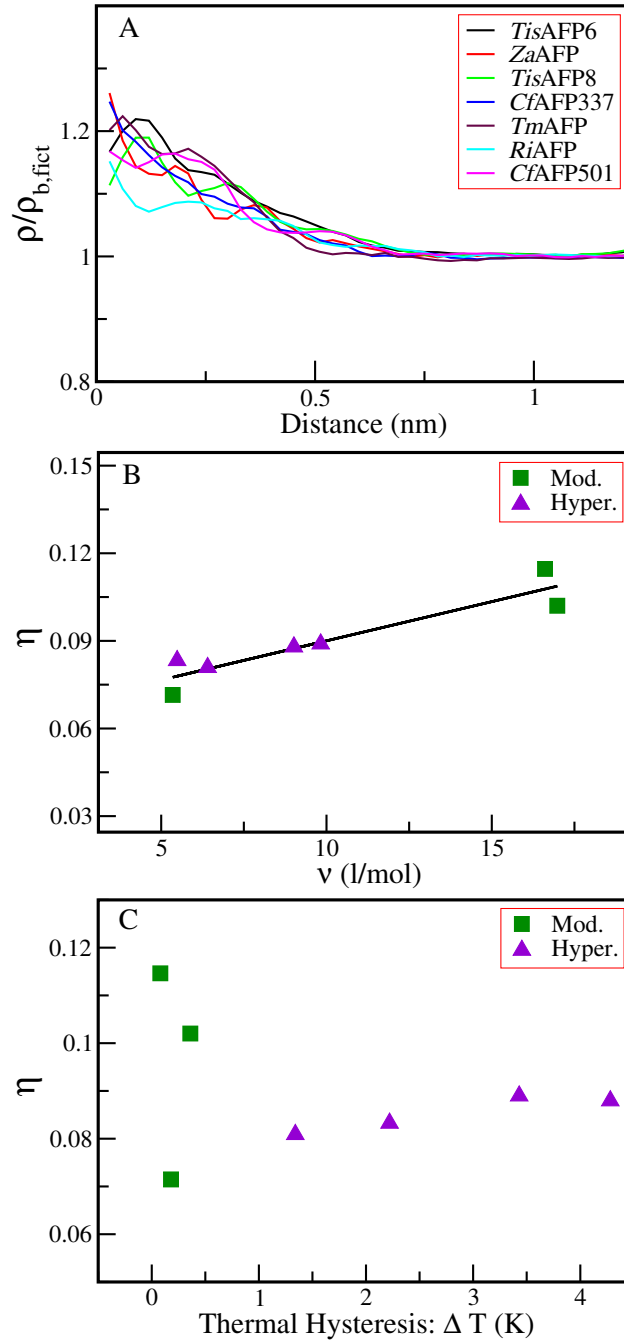 A
TisAFP6
ZaAFP
TisAFP8
CfAFP337
TmAFP
RiAFP
CfAFP501
1.2
1
0.8
ρ/ρb,fict
0
0.5
1
Distance (nm)
B
Mod.
Hyper.
0.15
0.12
0.09
0.06
0.03
η
5
10
15
ν (l/mol)
C
Mod.
Hyper.
0.12
0.1
0.08
0.06
η
0
1
2
3
4
Thermal Hysteresis: Δ T (K)